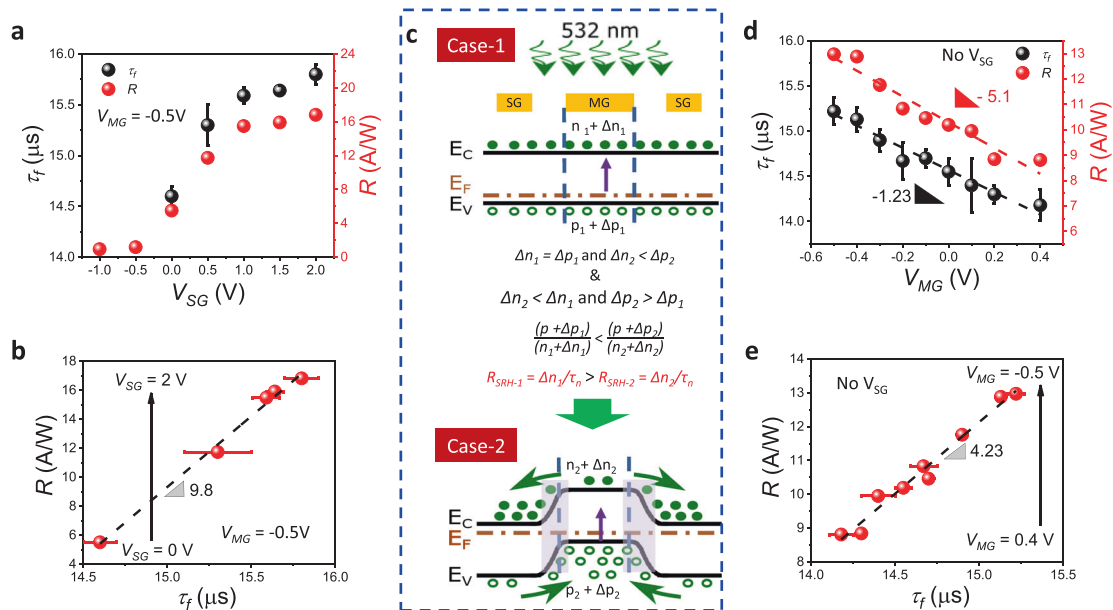 a
τf (μs)
16.0
15.5
15.0
14.5
14.0
τf
R
VMG = -0.5V
24
20
16
12
8
4
0
R (A/W)
-1.0 -0.5 0.0 0.5 1.0 1.5 2.0
VSG (V)
b
R (A/W)
18
16
14
12
10
8
6
4
VSG = 2 V
9.8
VSG = 0 V
VMG = -0.5V
14.5 15.0 15.5 16.0
τf (μs)
c
Case-1
532 nm
SG MG SG
n1 + Δn1
EC
EF
EV
p1 + Δp1
Δn1 = Δp1 and Δn2 < Δp2
&
Δn2 < Δn1 and Δp2 > Δp1
(p +Δp1)/(n1+Δn1) < (p +Δp2)/(n2+Δn2)
RSRH-1 = Δn1/τn > RSRH-2 = Δn2/τn
Case-2
n2 + Δn2
EC
EF
EV
p2 + Δp2
d
τf (μs)
16.0
15.5
15.0
14.5
14.0
No VSG
τf
R
- 5.1
-1.23
13
12
11
10
9
8
7
6
R (A/W)
-0.6 -0.4 -0.2 0.0 0.2 0.4
VMG (V)
e
R (A/W)
14
13
12
11
10
9
8
No VSG
VMG = -0.5V
4.23
VMG = 0.4 V
14.0 14.5 15.0 15.5
τf (μs)